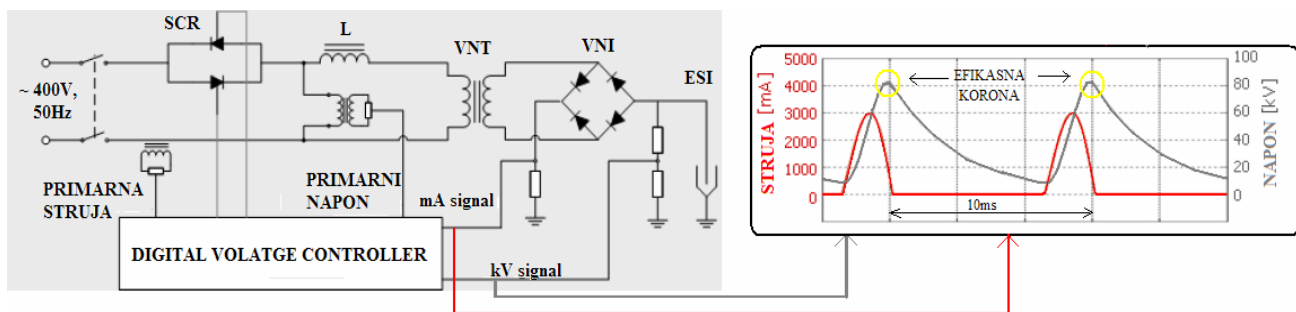 SCR
L
VNT
VNI
ESI
~ 400V,
50Hz
PRIMARNA
STRUJA
PRIMARNI
NAPON
mA signal
kV signal
DIGITAL VOLATGE CONTROLLER
STRUJA [mA]
5000
4000
3000
2000
1000
0
EFIKASNA
KORONA
10ms
100
80
60
40
20
0
NAPON [kV]